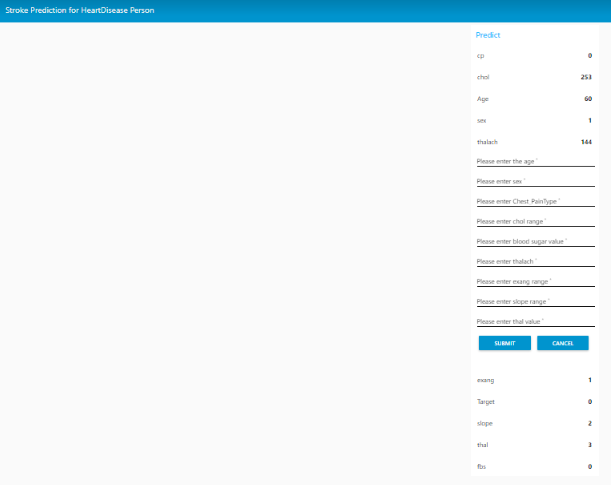 Stroke Prediction for HeartDisease Person
Predict
cp 0
chol 253
Age 60
sex 1
thalach 144
Please enter the age *
Please enter sex *
Please enter Chest_PainType *
Please enter chol range *
Please enter blood sugar value *
Please enter thalach *
Please enter exang range *
Please enter slope range *
Please enter thal value *
SUBMIT CANCEL
exang 1
Target 0
slope 2
thal 3
fbs 0